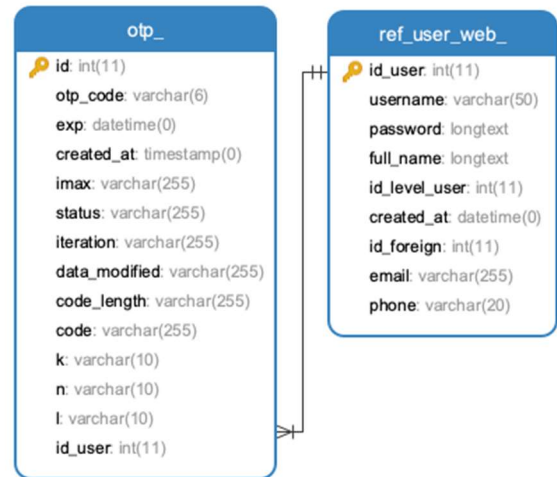 otp_
id: int(11)
otp_code: varchar(6)
exp: datetime(0)
created_at: timestamp(0)
imax: varchar(255)
status: varchar(255)
iteration: varchar(255)
data_modified: varchar(255)
code_length: varchar(255)
code: varchar(255)
k: varchar(10)
n: varchar(10)
l: varchar(10)
id_user: int(11)
ref_user_web_
id_user: int(11)
username: varchar(50)
password: longtext
full_name: longtext
id_level_user: int(11)
created_at: datetime(0)
id_foreign: int(11)
email: varchar(255)
phone: varchar(20)